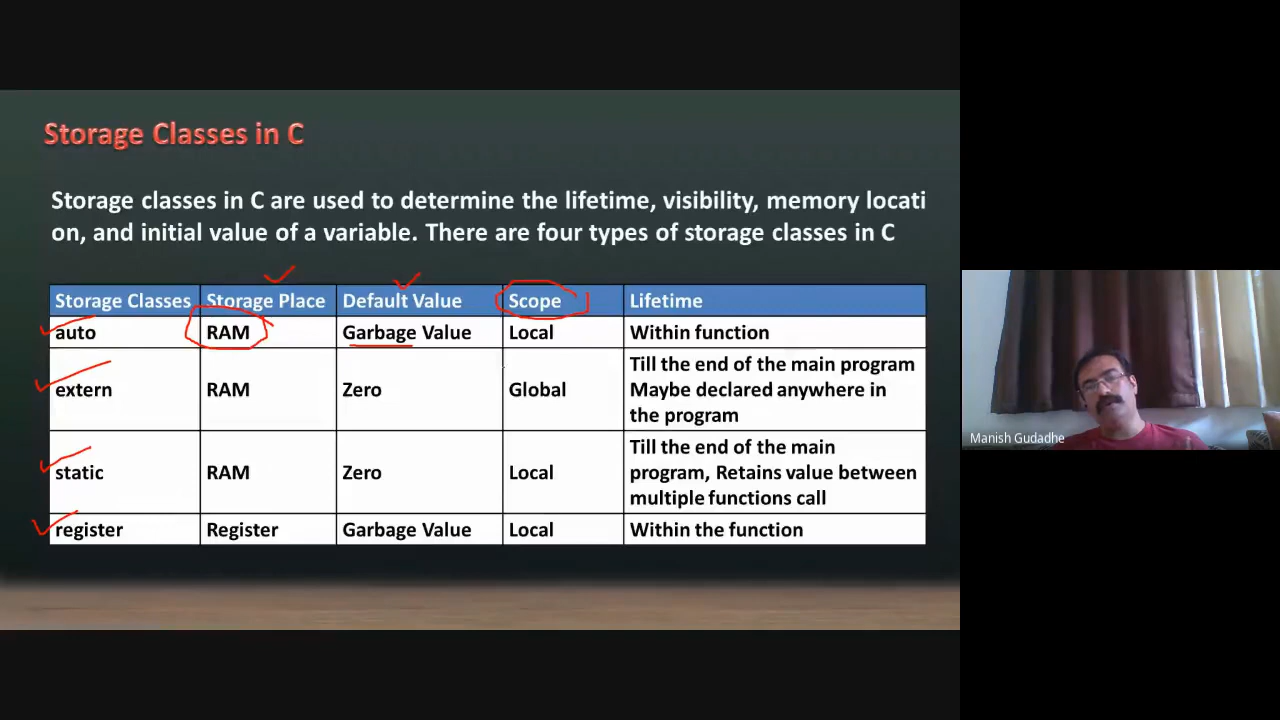 Storage Classes in C
Storage classes in C are used to determine the lifetime, visibility, memory locati
on, and initial value of a variable. There are four types of storage classes in C
Storage Classes Storage Place Default Value Scope Lifetime
auto RAM Garbage Value Local Within function
extern RAM Zero Global Till the end of the main program
Maybe declared anywhere in
the program
static RAM Zero Local Till the end of the main
program, Retains value between
multiple functions call
register Register Garbage Value Local Within the function
Manish Gudadhe